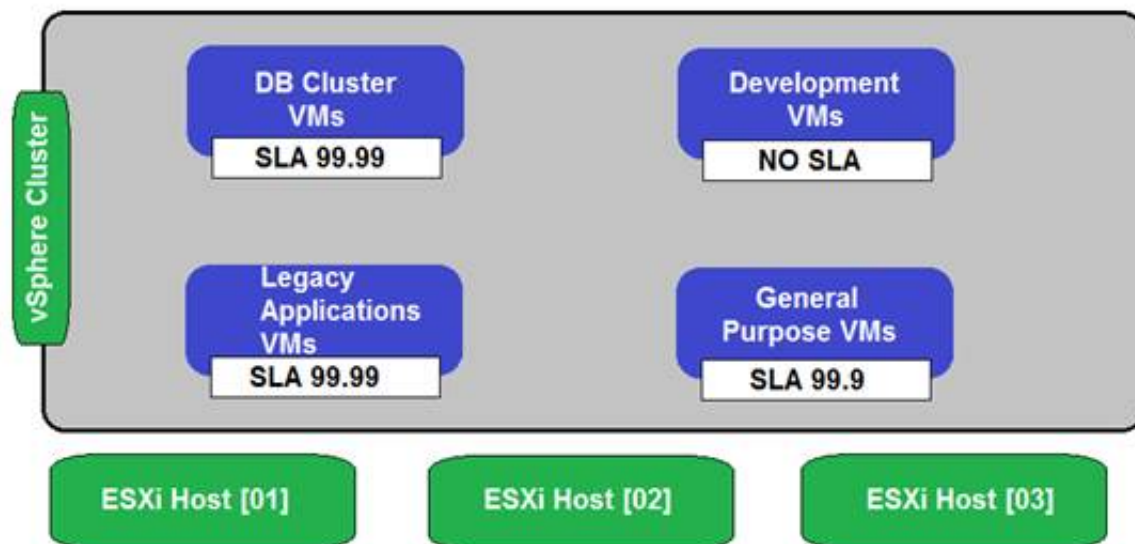 vSphere Cluster
DB Cluster
VMs
SLA 99.99
Development
VMs
NO SLA
Legacy
Applications
VMs
SLA 99.99
General
Purpose VMs
SLA 99.9
ESXi Host [01]
ESXi Host [02]
ESXi Host [03]